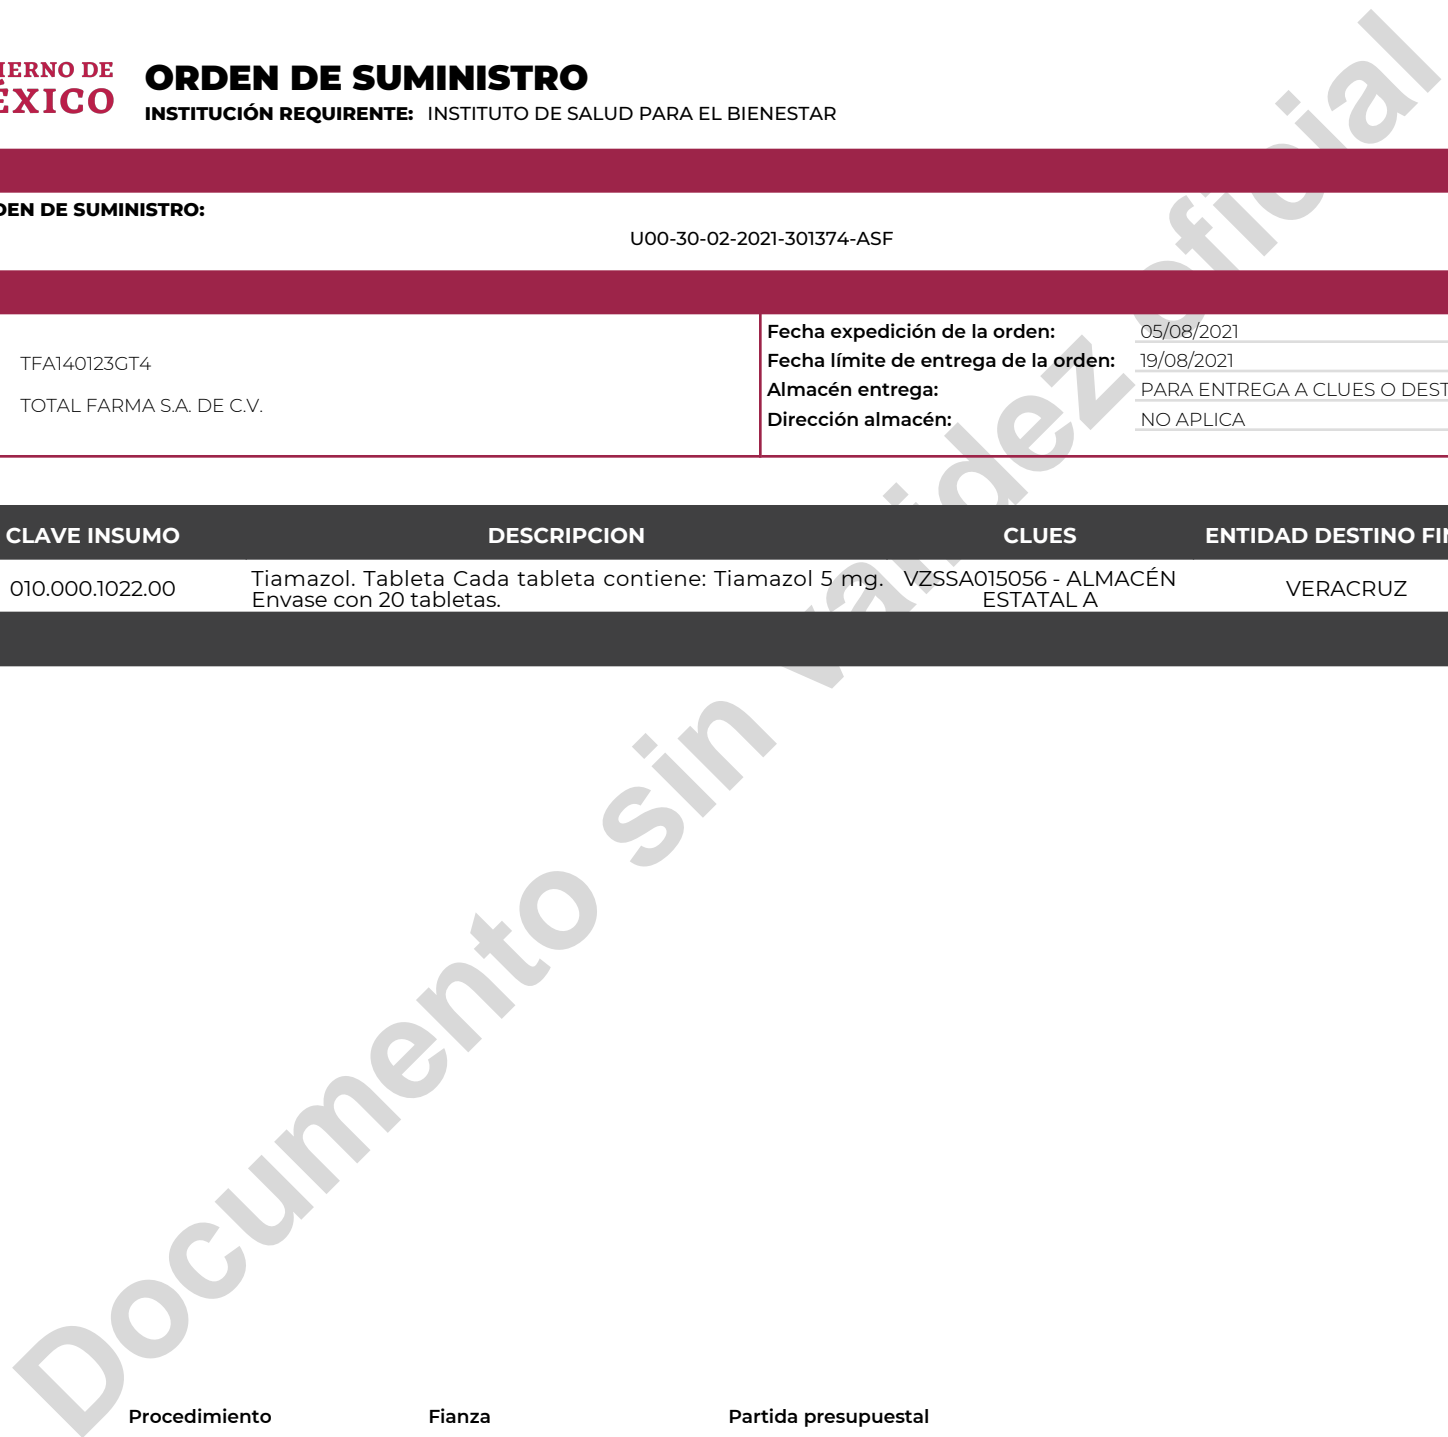 IERNO DE
ÉXICO
ORDEN DE SUMINISTRO
INSTITUCIÓN REQUIRENTE: INSTITUTO DE SALUD PARA EL BIENESTAR
DEN DE SUMINISTRO:
U00-30-02-2021-301374-ASF
TFA140123GT4
TOTAL FARMA S.A. DE C.V.
Fecha expedición de la orden: 05/08/2021
Fecha límite de entrega de la orden: 19/08/2021
Almacén entrega: PARA ENTREGA A CLUES O DEST
Dirección almacén: NO APLICA
CLAVE INSUMO DESCRIPCION CLUES ENTIDAD DESTINO FIN
010.000.1022.00 Tiamazol. Tableta Cada tableta contiene: Tiamazol 5 mg. VZSSA015056 - ALMACÉN VERACRUZ
Envase con 20 tabletas. ESTATAL A
Documento sin validez oficial
Procedimiento Fianza Partida presupuestal